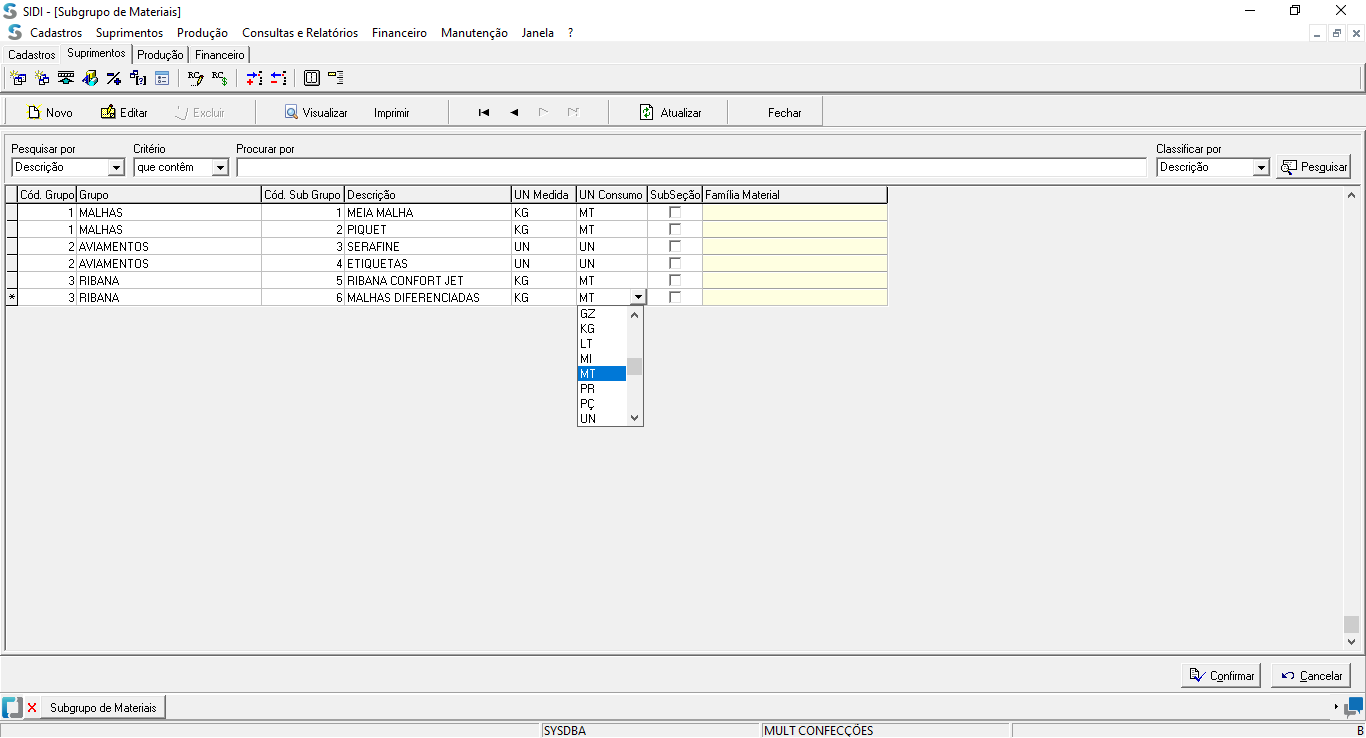 SIDI - [Subgrupo de Materiais]
Cadastros Suprimentos Produção Consultas e Relatórios Financeiro Manutenção Janela ?
Cadastros Suprimentos Produção Financeiro
Novo Editar Excluir Visualizar Imprimir Atualizar Fechar
Pesquisar por Critério Procurar por Classificar por
Descrição que contêm Descrição Pesquisar
Cód. Grupo Grupo Cód. Sub Grupo Descrição UN Medida UN Consumo SubSeção Família Material
1 MALHAS 1 MEIA MALHA KG MT
1 MALHAS 2 PIQUET KG MT
2 AVIAMENTOS 3 SERAFINE UN UN
2 AVIAMENTOS 4 ETIQUETAS UN UN
3 RIBANA 5 RIBANA CONFORT JET KG MT
* 3 RIBANA 6 MALHAS DIFERENCIADAS KG MT
GZ
KG
LT
MI
MT
PR
PÇ
UN
Confirmar Cancelar
Subgrupo de Materiais
SYSDBA MULT CONFECÇÕES B